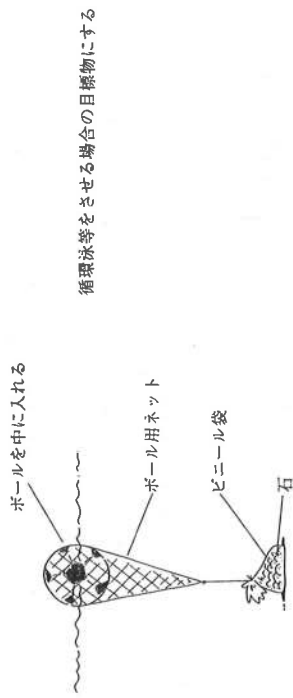 循環泳等をさせる場合の目標物にする
ボールを中に入れる
ボール用ネット
ビニール袋
石